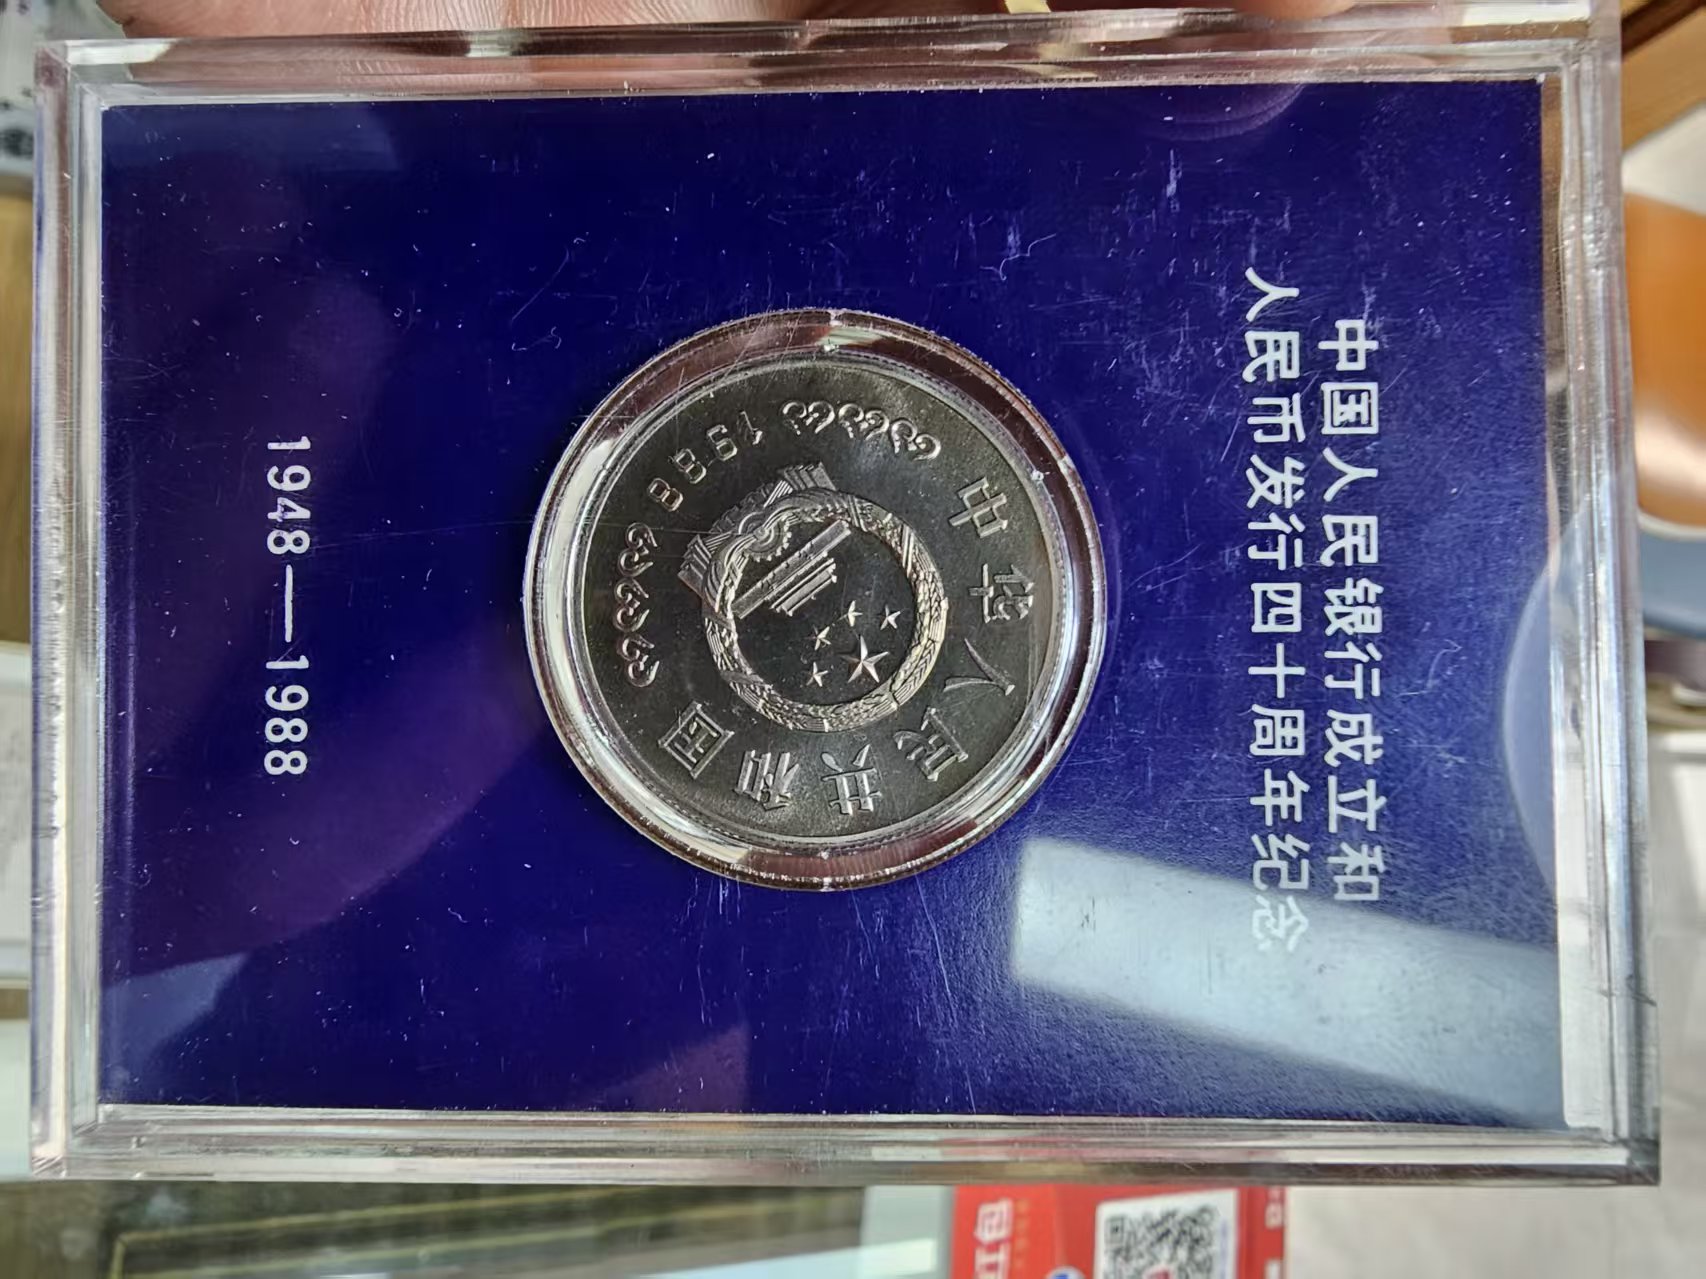 中国人民银行成立和
人民币发行四十周年纪念
中华人民共和国
1988
1948—1988